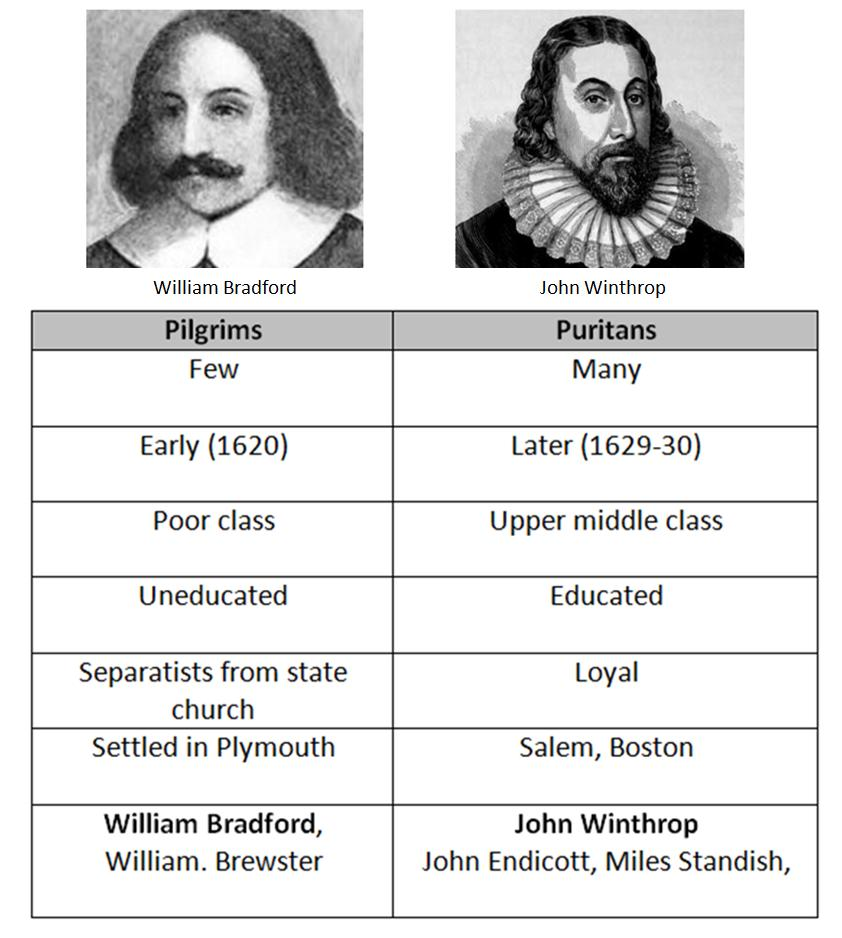 William Bradford
John Winthrop
Pilgrims
Puritans
Few
Many
Early (1620)
Later (1629-30)
Poor class
Upper middle class
Uneducated
Educated
Separatists from state
church
Loyal
Settled in Plymouth
Salem, Boston
William Bradford,
William. Brewster
John Winthrop
John Endicott, Miles Standish,